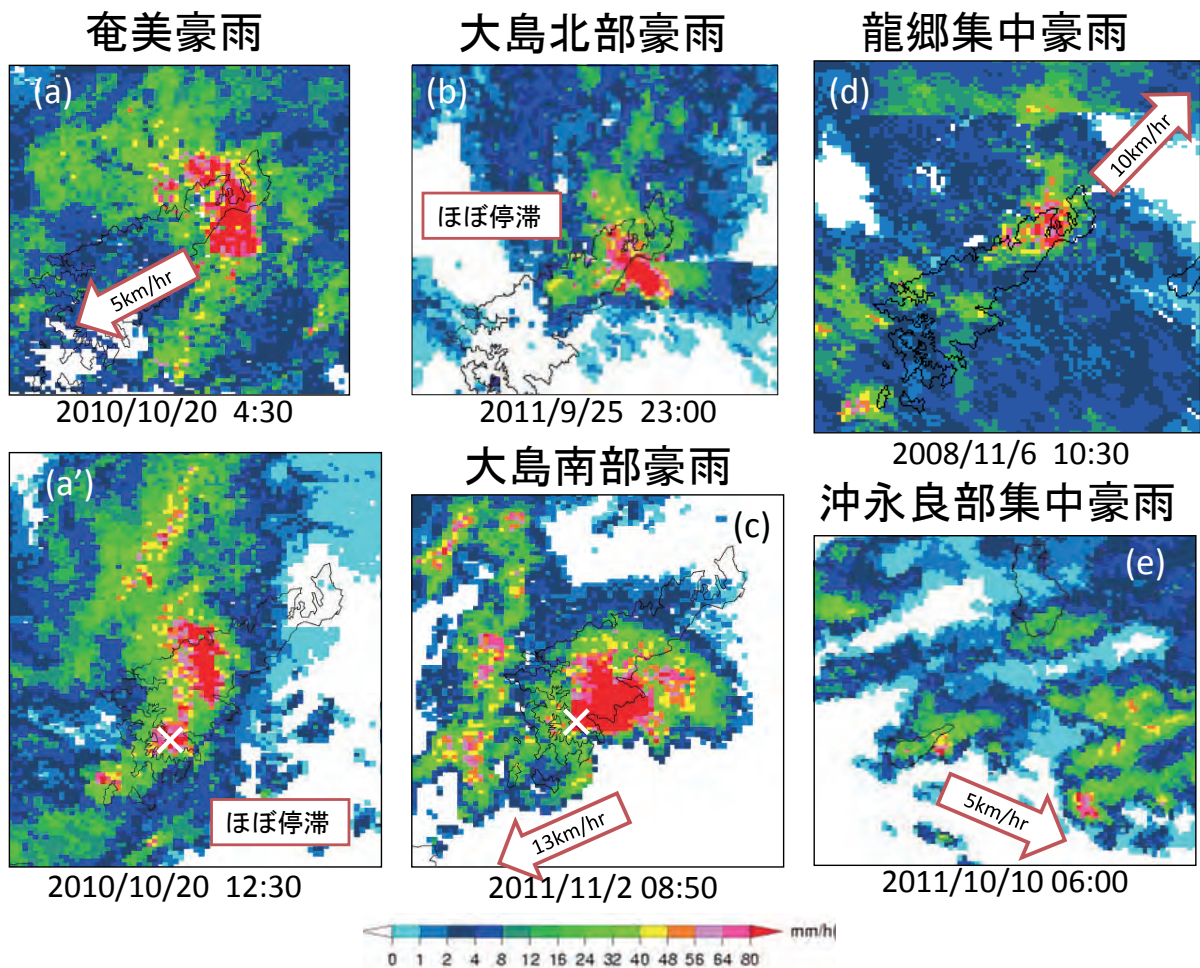 奄美豪雨
大島北部豪雨
龍郷集中豪雨
(a)
5km/hr
2010/10/20 4:30
(b)
ほぼ停滞
2011/9/25 23:00
(d)
10km/hr
2008/11/6 10:30
(a')
ほぼ停滞
2010/10/20 12:30
大島南部豪雨
(c)
13km/hr
2011/11/2 08:50
沖永良部集中豪雨
(e)
5km/hr
2011/10/10 06:00
0 1 2 4 8 12 16 24 32 40 48 56 64 80 mm/h(